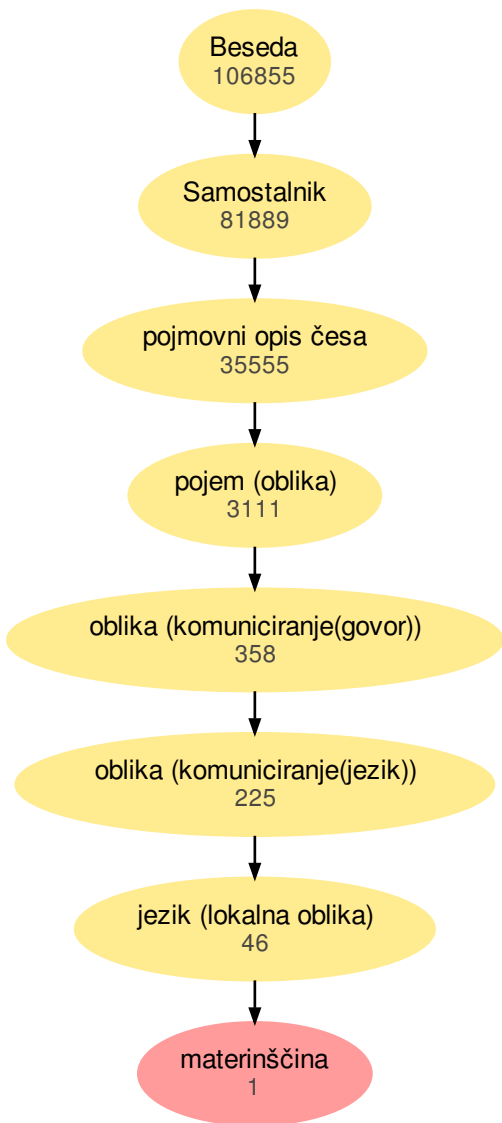 Beseda
106855
Samostalnik
81889
pojmovni opis česa
35555
pojem (oblika)
3111
oblika (komuniciranje(govor))
358
oblika (komuniciranje(jezik))
225
jezik (lokalna oblika)
46
materinščina
1